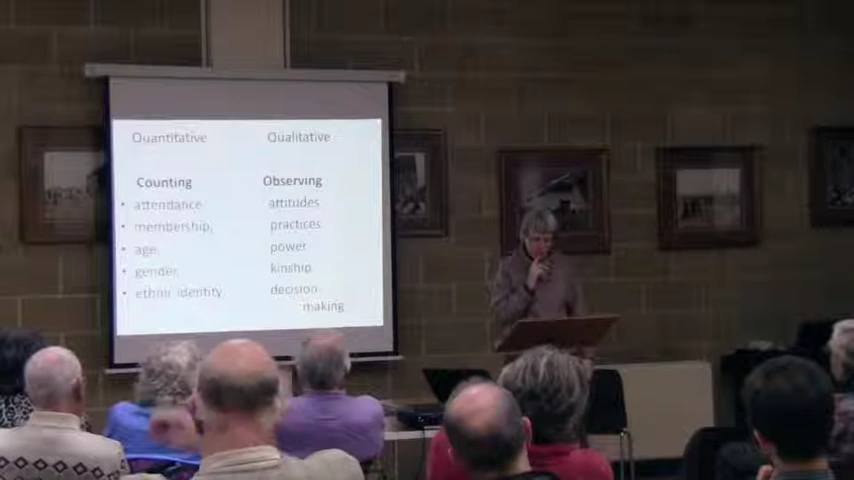 Quantitative Qualitative
Counting Observing
• attendance attitudes
• membership, practices
• age, power
• gender, kinship
• ethnic identity decision
making